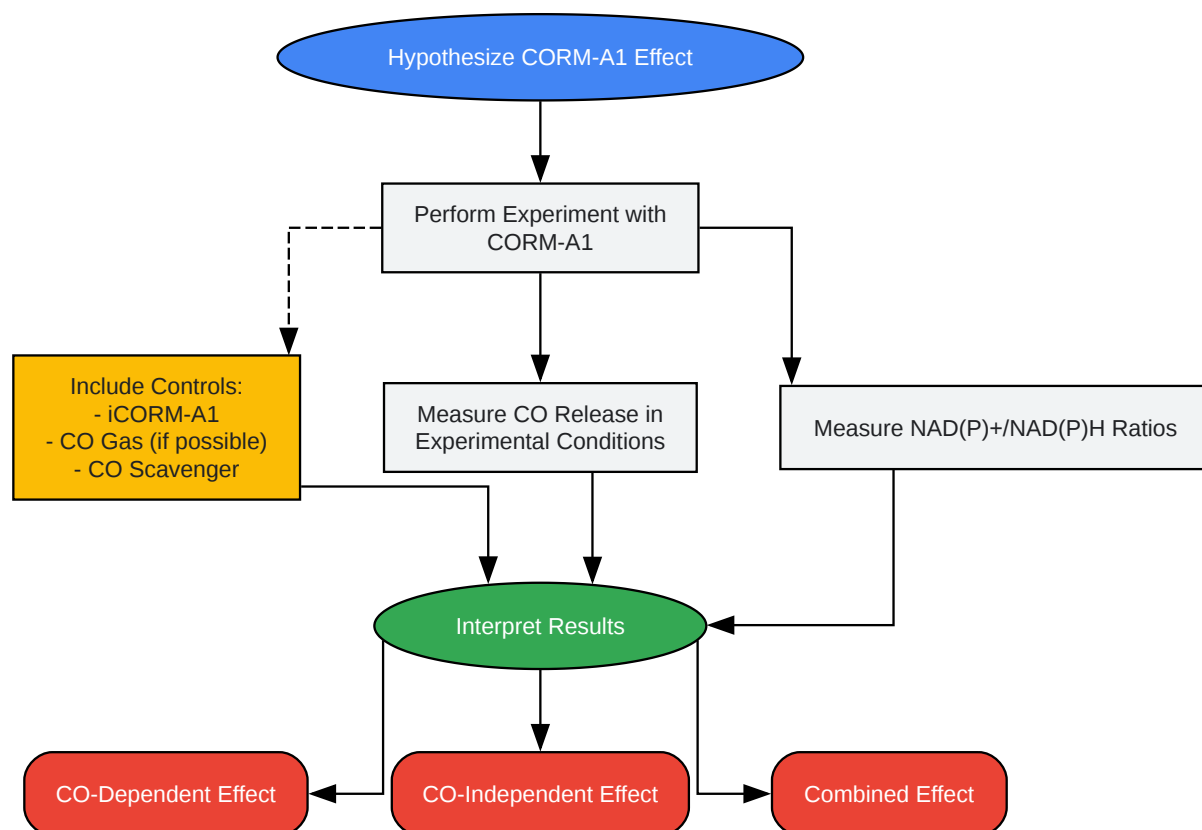 Hypothesize CORM-A1 Effect
Perform Experiment with
CORM-A1
Include Controls:
- iCORM-A1
- CO Gas (if possible)
- CO Scavenger
Measure CO Release in
Experimental Conditions
Measure NAD(P)+/NAD(P)H Ratios
Interpret Results
CO-Dependent Effect
CO-Independent Effect
Combined Effect